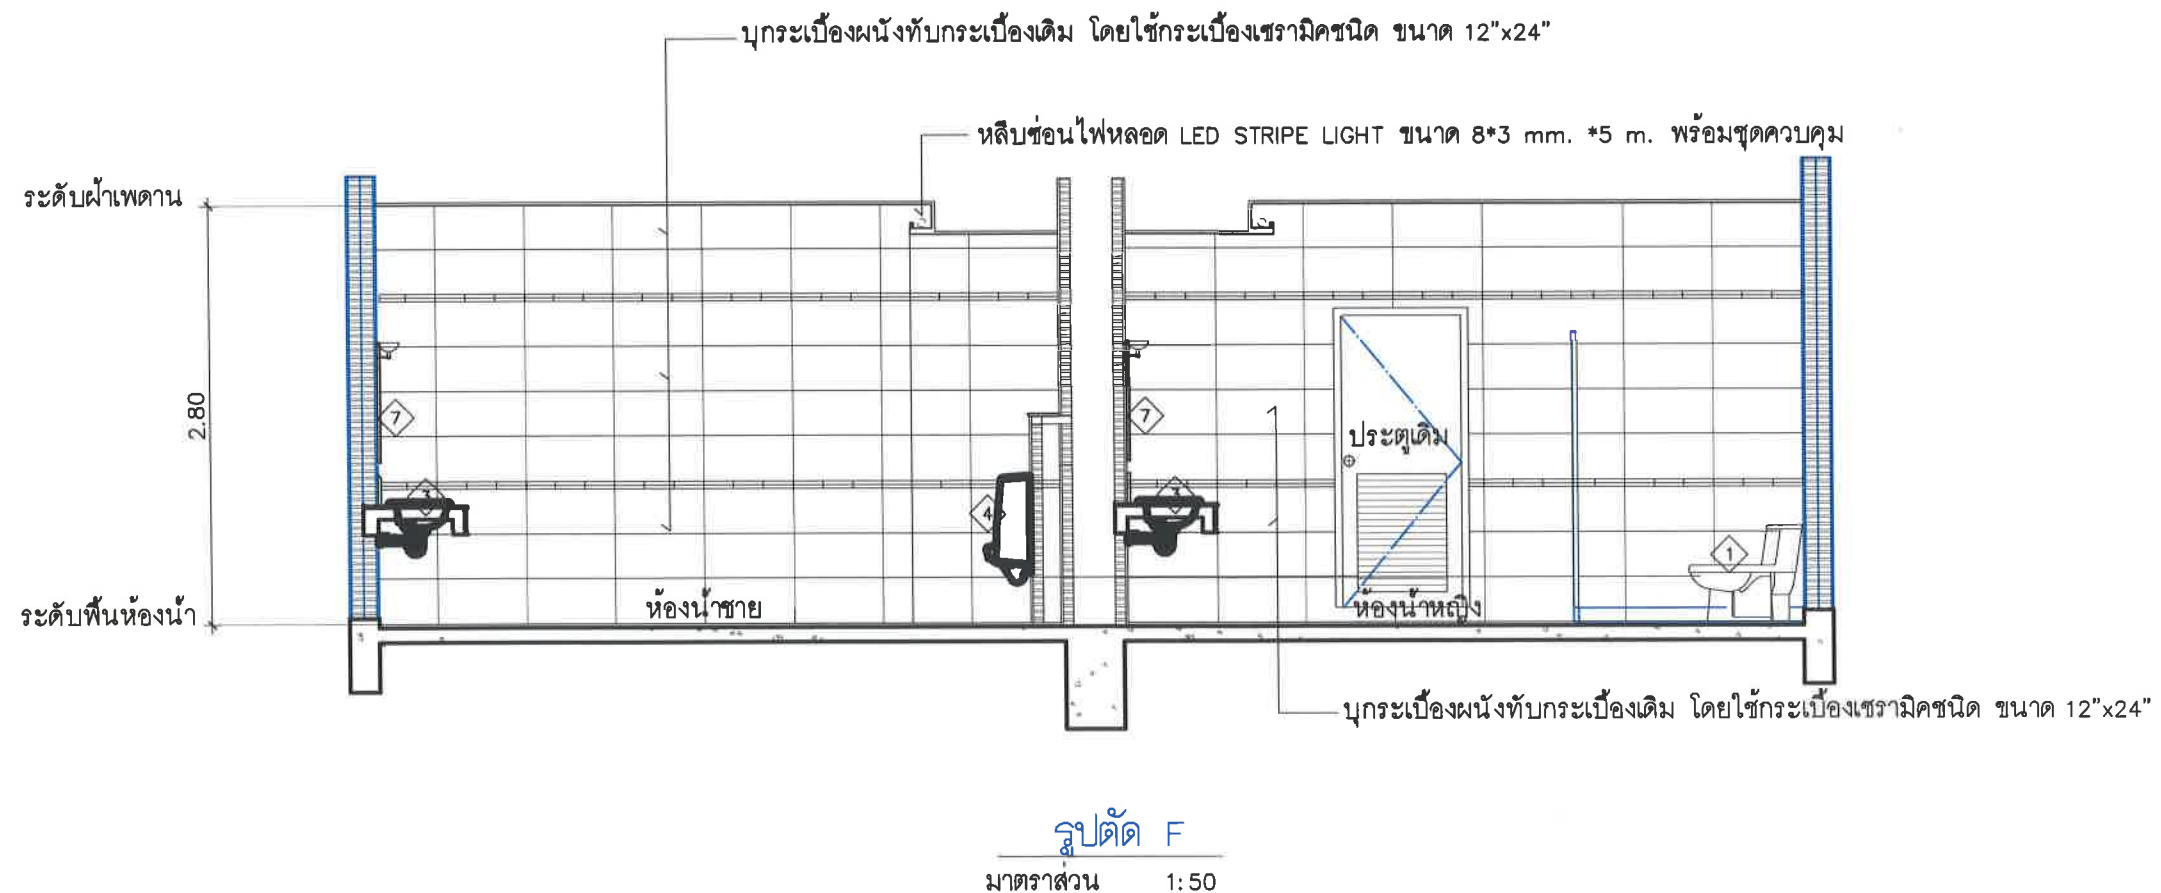 บุกระเบื้องผนังทับกระเบื้องเดิม โดยใช้กระเบื้องเซรามิคชนิด ขนาด 12"x24"
หลืบซ่อนไฟหลอด LED STRIPE LIGHT ขนาด 8*3 mm. *5 m. พร้อมชุดควบคุม
ระดับฝ้าเพดาน
2.80
7
7
ประตูเดิม
3
3
4
1
ห้องน้ำชาย
ห้องน้ำหญิง
ระดับพื้นห้องน้ำ
บุกระเบื้องผนังทับกระเบื้องเดิม โดยใช้กระเบื้องเซรามิคชนิด ขนาด 12"x24"
รูปตัด F
มาตราส่วน 1:50